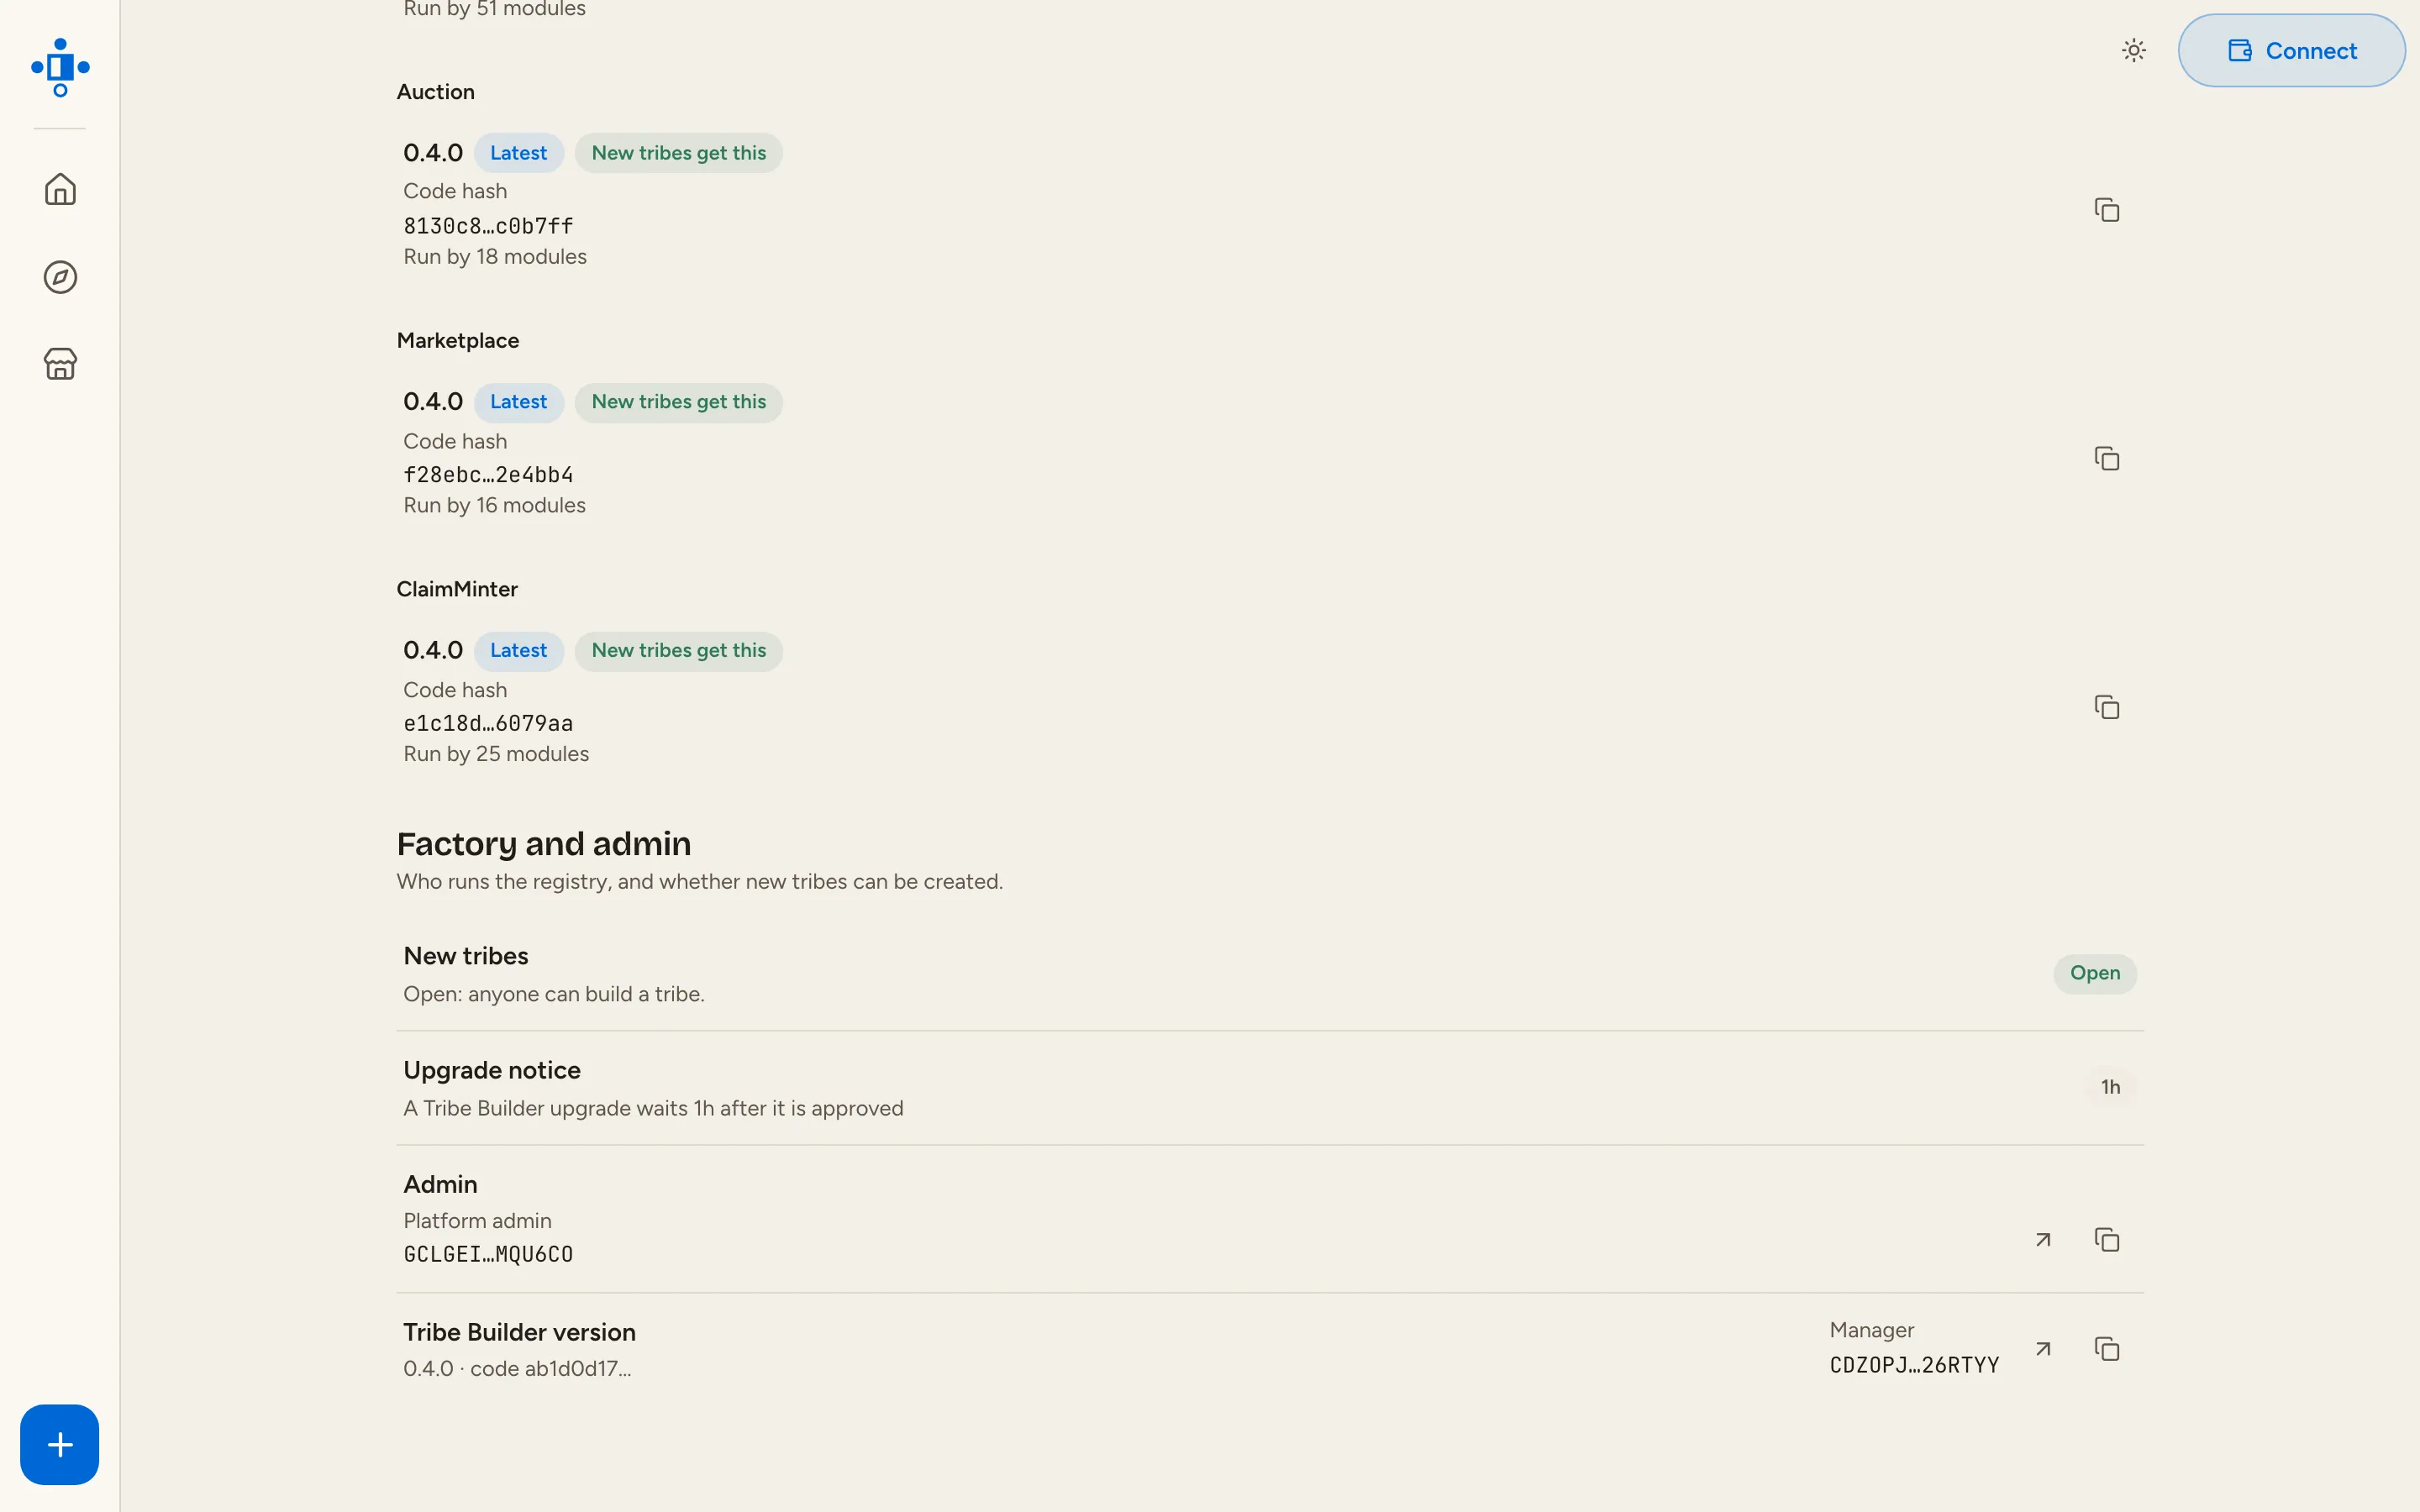 Run by 51 modules
Connect
Auction
0.4.0 Latest New tribes get this
Code hash
8130c8…c0b7ff
Run by 18 modules
Marketplace
0.4.0 Latest New tribes get this
Code hash
f28ebc…2e4bb4
Run by 16 modules
ClaimMinter
0.4.0 Latest New tribes get this
Code hash
e1c18d…6079aa
Run by 25 modules
Factory and admin
Who runs the registry, and whether new tribes can be created.
New tribes
Open: anyone can build a tribe.
Open
Upgrade notice
A Tribe Builder upgrade waits 1h after it is approved
1h
Admin
Platform admin
GCLGEI…MQU6CO
Tribe Builder version
0.4.0 · code ab1d0d17…
Manager
CDZOPJ…26RTYY